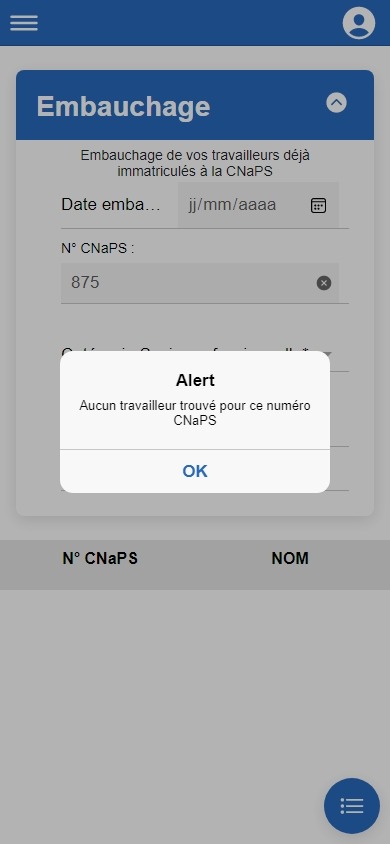 Embauchage
Embauchage de vos travailleurs déjà
immatriculés à la CNaPS
Date emba...
jj/mm/aaaa
N° CNaPS :
875
Alert
Aucun travailleur trouvé pour ce numéro
CNaPS
OK
N° CNaPS
NOM